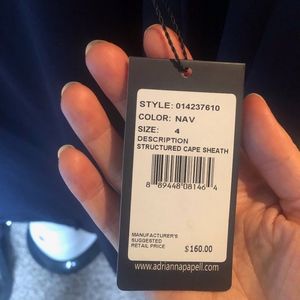 STYLE: 014237610
COLOR: NAV
SIZE: 4
DESCRIPTION
STRUCTURED CAPE SHEATH
8 89448 08146 4
MANUFACTURER'S
SUGGESTED
RETAIL PRICE
$160.00
www.adriannapapell.com